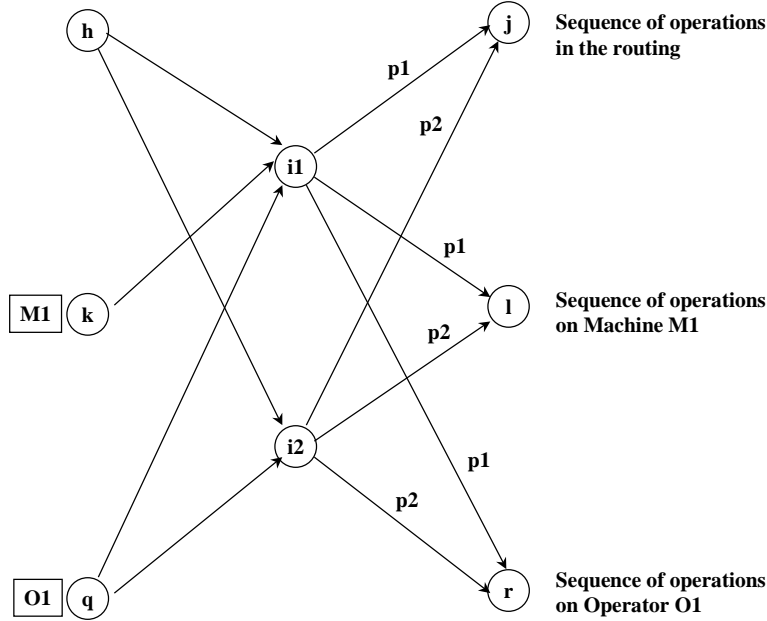 h
j
Sequence of operations
in the routing
p1
p2
i1
p1
M1
k
l
Sequence of operations
on Machine M1
p2
i2
p1
p2
O1
q
r
Sequence of operations
on Operator O1